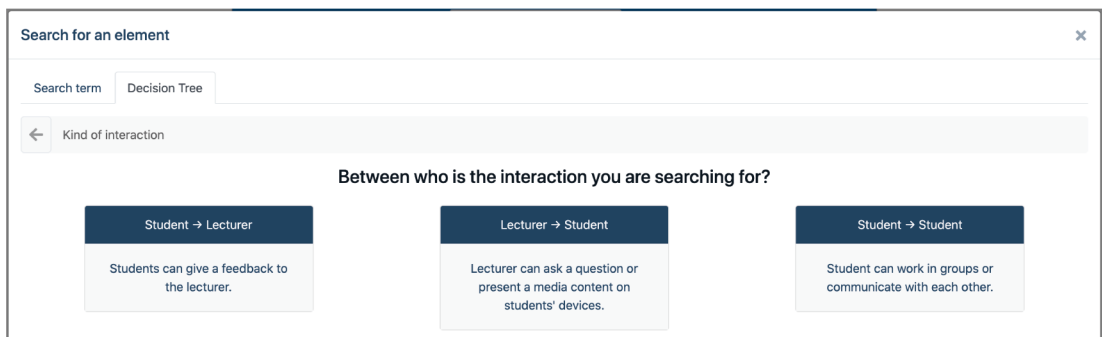 Search for an element
×
Search term
Decision Tree
← Kind of interaction
Between who is the interaction you are searching for?
Student → Lecturer
Students can give a feedback to
the lecturer.
Lecturer → Student
Lecturer can ask a question or
present a media content on
students' devices.
Student → Student
Student can work in groups or
communicate with each other.